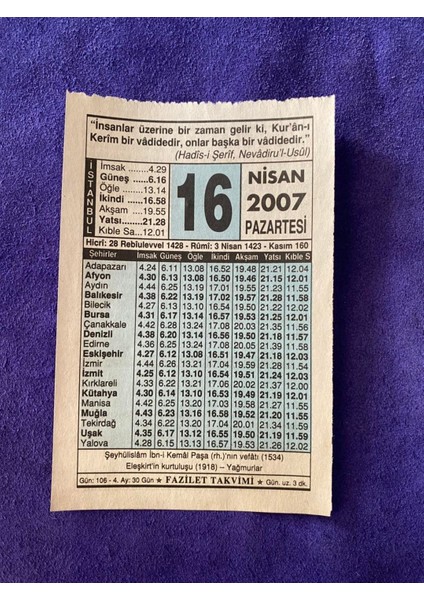 “İnsanlar üzerine bir zaman gelir ki, Kur’ân-ı
Kerîm bir vâdidedir, onlar başka bir vâdidedir.”
(Hadîs-i Şerîf, Nevâdiru’l-Usûl)
İSTANBUL
İmsak ........4.29
Güneş ......6.16
Öğle ........13.14
İkindi .....16.58
Akşam ....19.55
Yatsı.......21.28
Kıble Sa...12.01
16
NİSAN
2007
PAZARTESİ
Hicrî: 28 Rebîulevvel 1428 - Rûmî: 3 Nisan 1423 - Kasım 160
Şehirler İmsak Güneş Öğle İkindi Akşam Yatsı Kıble S
Adapazarı 4.24 6.11 13.08 16.52 19.48 21.21 12.04
Afyon 4.30 6.13 13.08 16.50 19.46 21.15 12.01
Aydın 4.44 6.25 13.19 17.01 19.55 21.23 11.55
Balıkesir 4.38 6.22 13.19 17.02 19.57 21.28 11.58
Bilecik 4.27 6.13 13.10 16.54 19.50 21.22 12.03
Bursa 4.31 6.17 13.14 16.57 19.53 21.25 12.01
Çanakkale 4.42 6.28 13.24 17.08 20.03 21.35 11.56
Denizli 4.38 6.20 13.14 16.56 19.50 21.18 11.57
Edirne 4.36 6.25 13.24 17.08 20.05 21.39 11.58
Eskişehir 4.27 6.12 13.08 16.51 19.47 21.18 12.03
İzmir 4.44 6.26 13.21 17.04 19.59 21.28 11.54
İzmit 4.25 6.12 13.10 16.54 19.51 21.24 12.03
Kırklareli 4.33 6.22 13.21 17.06 20.02 21.37 12.00
Kütahya 4.30 6.14 13.10 16.53 19.49 21.19 12.01
Manisa 4.42 6.25 13.20 17.03 19.58 21.27 11.55
Muğla 4.43 6.23 13.16 16.58 19.52 21.20 11.55
Tekirdağ 4.34 6.22 13.20 17.04 20.01 21.34 11.59
Uşak 4.35 6.17 13.12 16.55 19.50 21.19 11.59
Yalova 4.28 6.15 13.13 16.57 19.53 21.26 12.02
Şeyhülislâm İbn-i Kemâl Paşa (rh.)’nın vefâtı (1534)
Eleşkirt’in kurtuluşu (1918) – Yağmurlar
Gün: 106 - 4. Ay: 30 Gün ★ FAZİLET TAKVİMİ ★ Gün. uz. 3 dk.